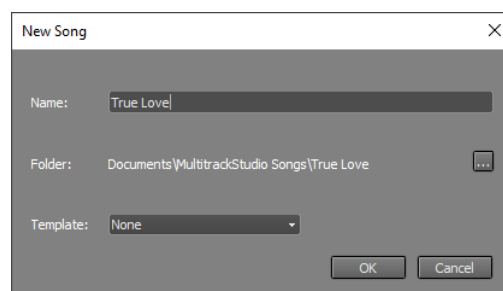 New Song
Name: True Love
Folder: Documents\MultitrackStudio Songs\True Love ...
Template: None
OK Cancel